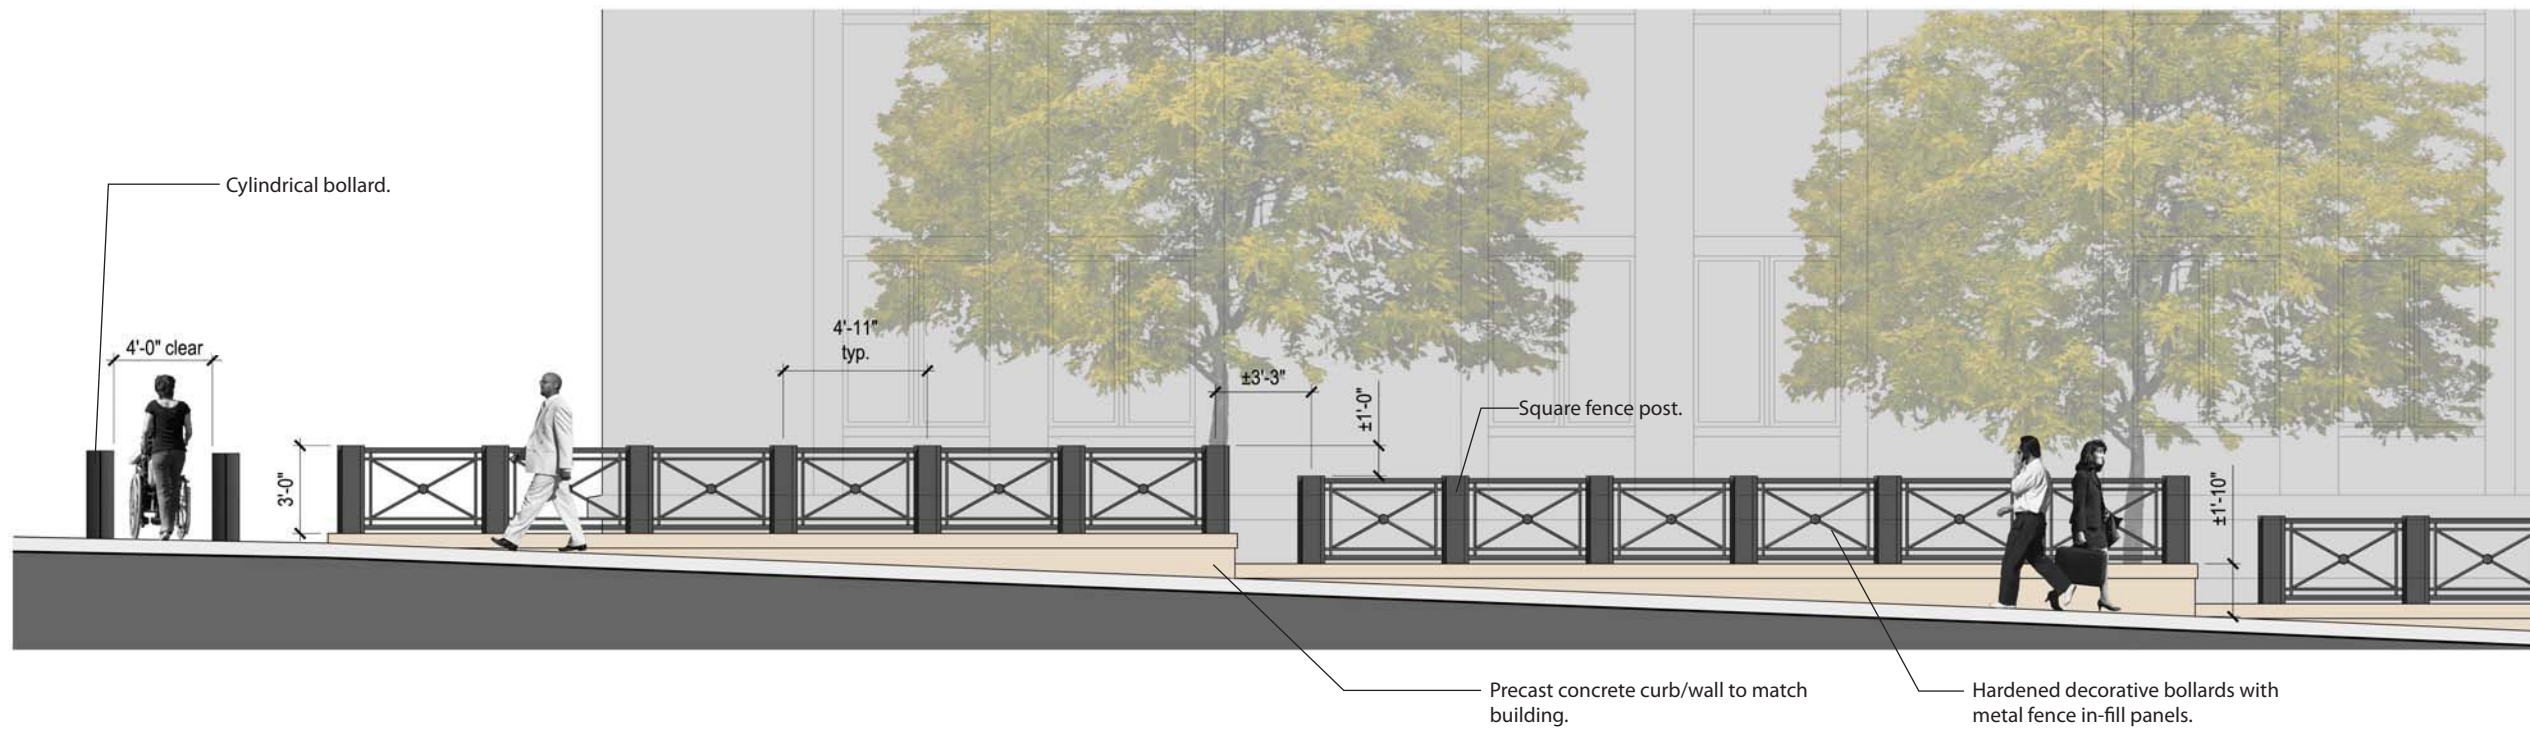 Cylindrical bollard.
4'-0" clear
3'-0"
4'-11"
typ.
±3'-3"
±1'-0"
Square fence post.
±1'-10"
Precast concrete curb/wall to match
building.
Hardened decorative bollards with
metal fence in-fill panels.